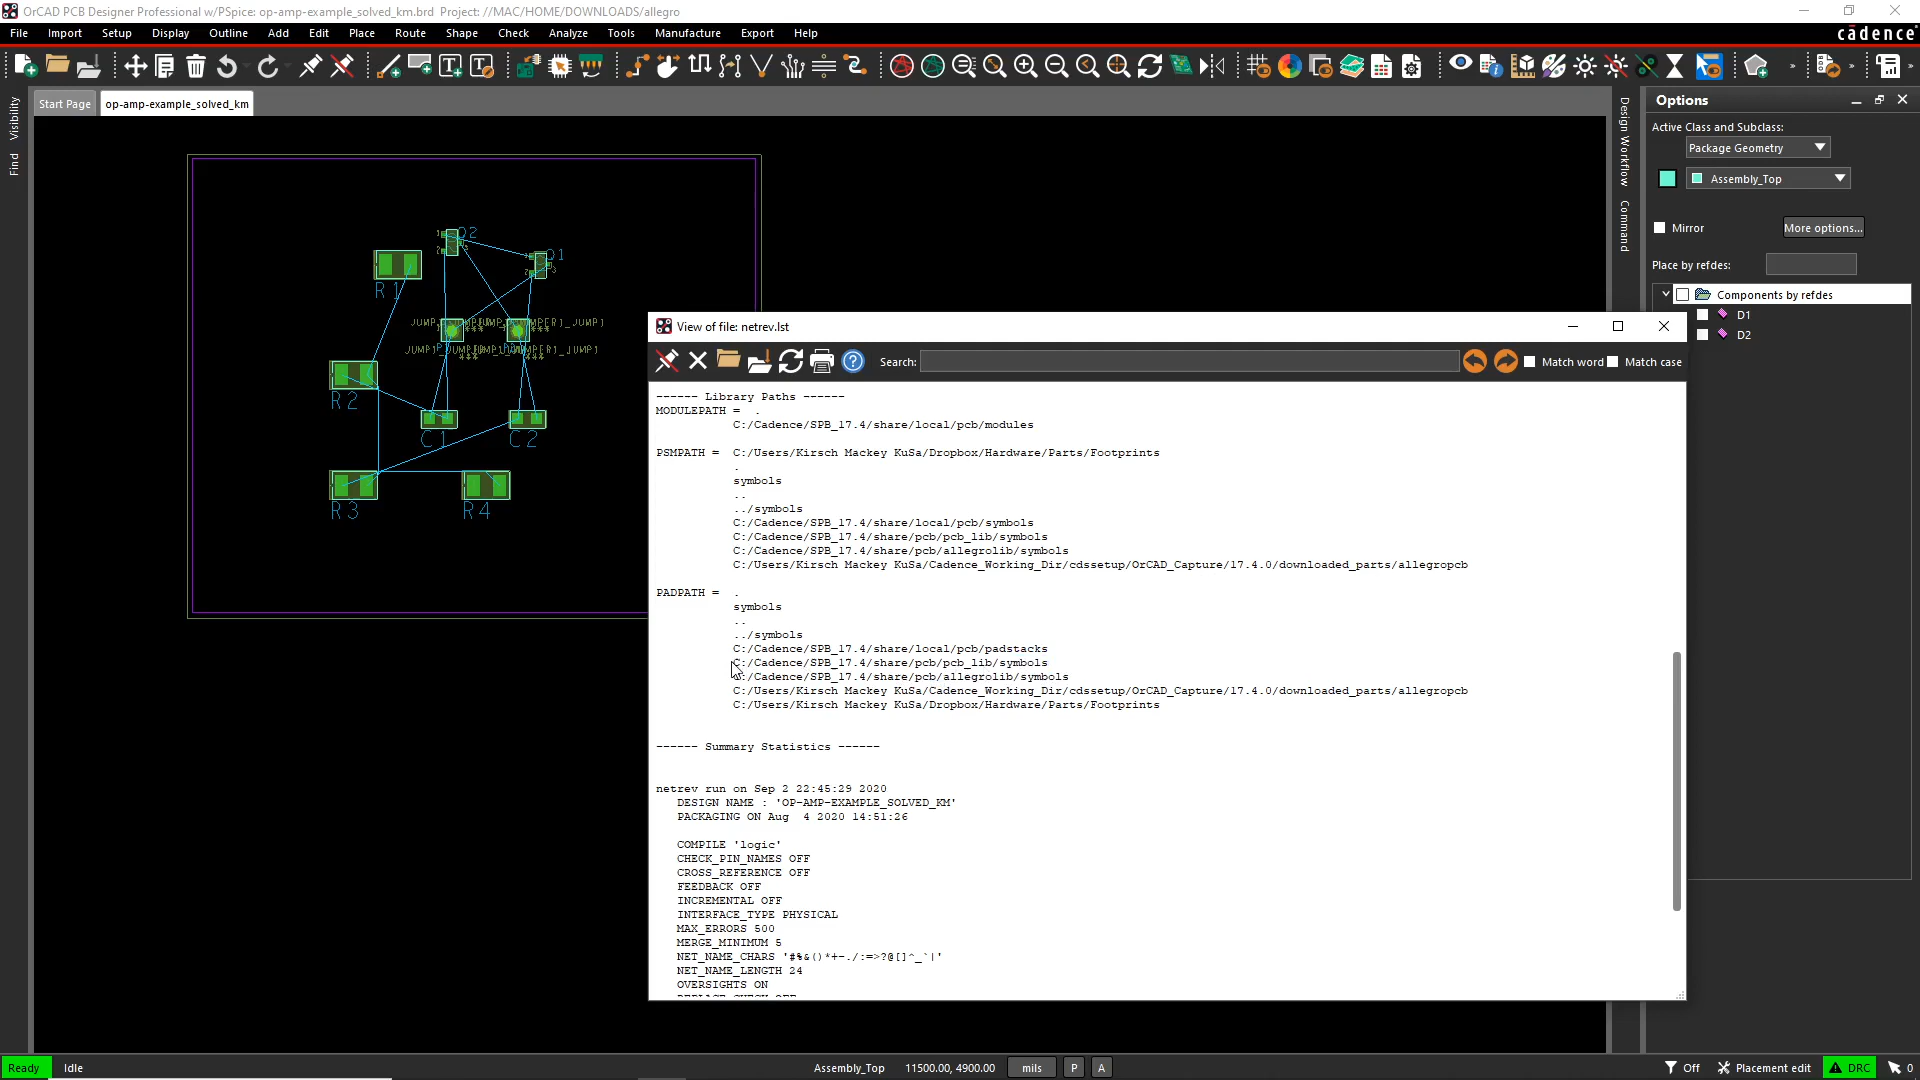 OrCAD PCB Designer Professional w/PSpice: op-amp-example_solved_km.brd Project: //MAC/HOME/DOWNLOADS/allegro
File Import Setup Display Outline Add Edit Place Route Shape Check Analyze Tools Manufacture Export Help
cādence
Start Page op-amp-example_solved_km
Visibility
Find
Design Workflow
Command
Options
Active Class and Subclass:
Package Geometry
Assembly_Top
Mirror More options...
Place by refdes:
Components by refdes
D1
D2
R1
R2
C1
C2
R3
R4
View of file: netrev.lst
Search: Match word Match case
------ Library Paths ------
MODULEPATH = .
C:/Cadence/SPB_17.4/share/local/pcb/modules
PSMPATH = C:/Users/Kirsch Mackey KuSa/Dropbox/Hardware/Parts/Footprints
.
symbols
..
../symbols
C:/Cadence/SPB_17.4/share/local/pcb/symbols
C:/Cadence/SPB_17.4/share/pcb/pcb_lib/symbols
C:/Cadence/SPB_17.4/share/pcb/allegrolib/symbols
C:/Users/Kirsch Mackey KuSa/Cadence_Working_Dir/cdssetup/OrCAD_Capture/17.4.0/downloaded_parts/allegropcb
PADPATH = .
symbols
..
../symbols
C:/Cadence/SPB_17.4/share/local/pcb/padstacks
C:/Cadence/SPB_17.4/share/pcb/pcb_lib/symbols
C:/Cadence/SPB_17.4/share/pcb/allegrolib/symbols
C:/Users/Kirsch Mackey KuSa/Cadence_Working_Dir/cdssetup/OrCAD_Capture/17.4.0/downloaded_parts/allegropcb
C:/Users/Kirsch Mackey KuSa/Dropbox/Hardware/Parts/Footprints
------ Summary Statistics ------
netrev run on Sep 2 22:45:29 2020
DESIGN NAME : 'OP-AMP-EXAMPLE_SOLVED_KM'
PACKAGING ON Aug 4 2020 14:51:26
COMPILE 'logic'
CHECK_PIN_NAMES OFF
CROSS_REFERENCE OFF
FEEDBACK OFF
INCREMENTAL OFF
INTERFACE_TYPE PHYSICAL
MAX_ERRORS 500
MERGE_MINIMUM 5
NET_NAME_CHARS '#%&()*+-./:=>?@[]^_`|'
NET_NAME_LENGTH 24
OVERSIGHTS ON
Ready Idle Assembly_Top 11500.00, 4900.00 mils P A Off Placement edit DRC 0